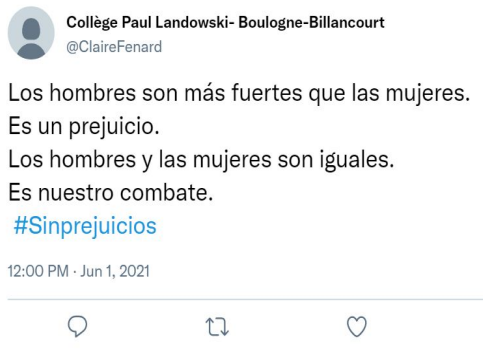 Collège Paul Landowski- Boulogne-Billancourt
@ClaireFenard
Los hombres son más fuertes que las mujeres.
Es un prejuicio.
Los hombres y las mujeres son iguales.
Es nuestro combate.
#Sinprejuicios
12:00 PM · Jun 1, 2021